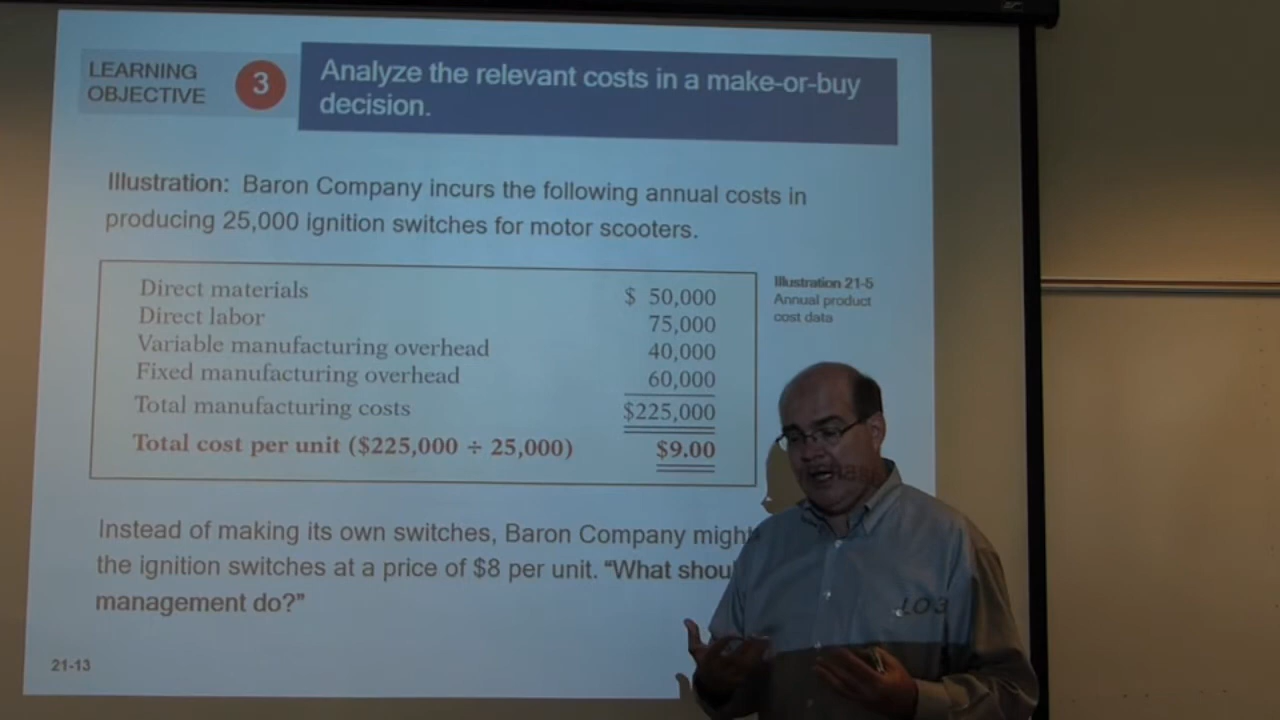 LEARNING
OBJECTIVE
3
Analyze the relevant costs in a make-or-buy
decision.
Illustration: Baron Company incurs the following annual costs in
producing 25,000 ignition switches for motor scooters.
Direct materials $ 50,000
Direct labor 75,000
Variable manufacturing overhead 40,000
Fixed manufacturing overhead 60,000
Total manufacturing costs $225,000
Total cost per unit ($225,000 ÷ 25,000) $9.00
Illustration 21-5
Annual product
cost data
Instead of making its own switches, Baron Company
the ignition switches at a price of $8 per unit. “What
management do?”
LO 3
21-13